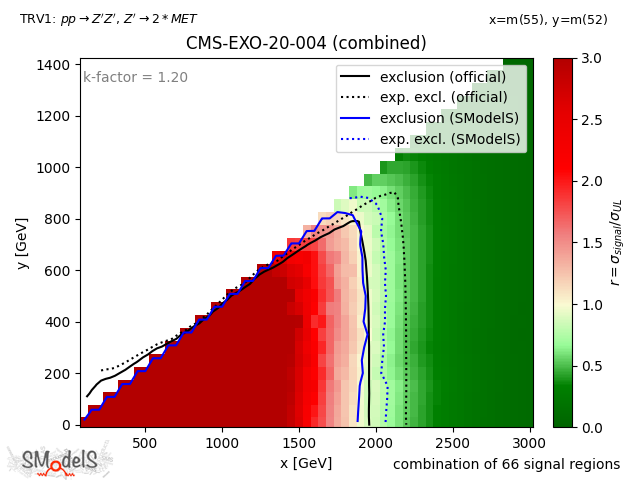 TRV1: pp → Z'Z', Z' → 2 * MET
x=m(55), y=m(52)
CMS-EXO-20-004 (combined)
k-factor = 1.20
exclusion (official)
exp. excl. (official)
exclusion (SModelS)
exp. excl. (SModelS)
y [GeV]
1400
1200
1000
800
600
400
200
0
500
1000
1500
2000
2500
3000
x [GeV]
3.0
2.5
2.0
1.5
1.0
0.5
0.0
r = σsignal/σUL
SModelS
combination of 66 signal regions